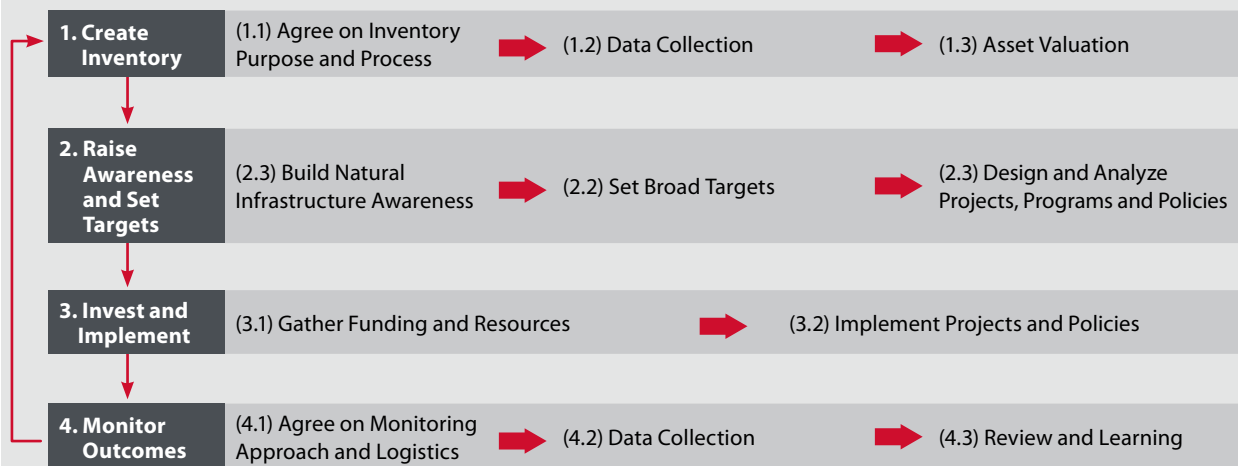 1. Create
Inventory
(1.1) Agree on Inventory
Purpose and Process
(1.2) Data Collection
(1.3) Asset Valuation
2. Raise
Awareness
and Set
Targets
(2.3) Build Natural
Infrastructure Awareness
(2.2) Set Broad Targets
(2.3) Design and Analyze
Projects, Programs and Policies
3. Invest and
Implement
(3.1) Gather Funding and Resources
(3.2) Implement Projects and Policies
4. Monitor
Outcomes
(4.1) Agree on Monitoring
Approach and Logistics
(4.2) Data Collection
(4.3) Review and Learning